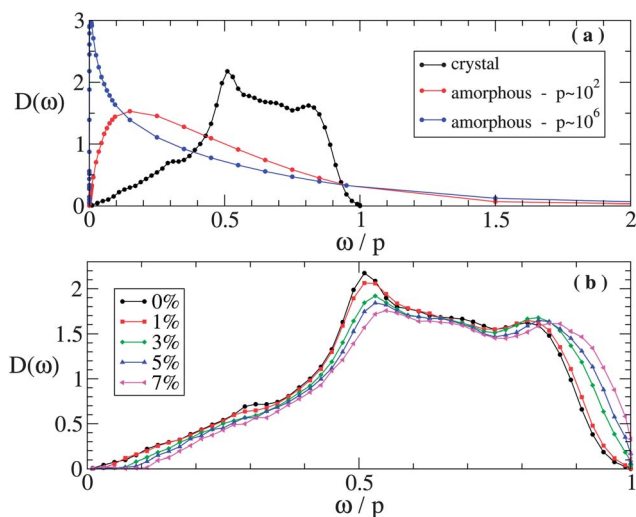 3
( a )
crystal
2
amorphous - p~10²
D(ω)
amorphous - p~10⁶
1
0
0 0.5 1 1.5 2
ω / p
( b )
2
0%
1%
1.5
3%
D(ω)
5%
1
7%
0.5
0
0 0.5 1
ω / p